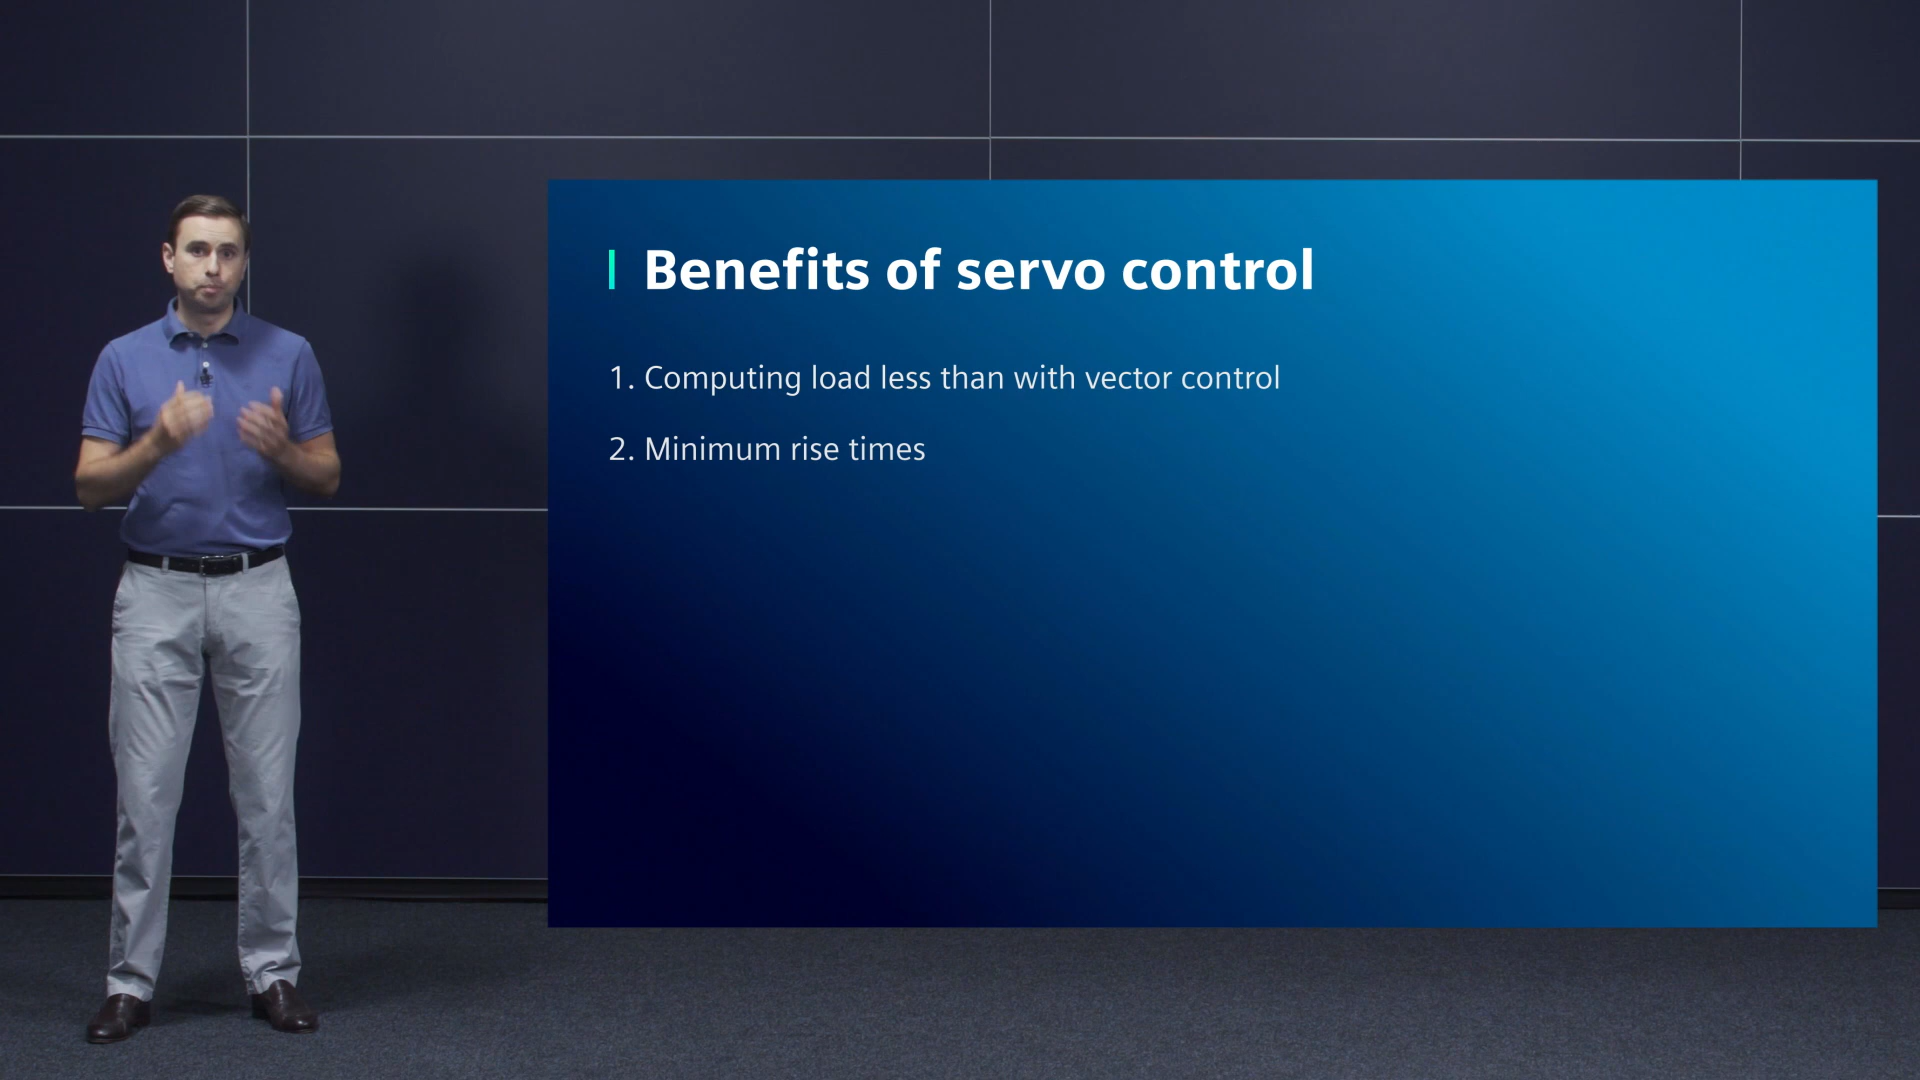 Benefits of servo control
1. Computing load less than with vector control
2. Minimum rise times